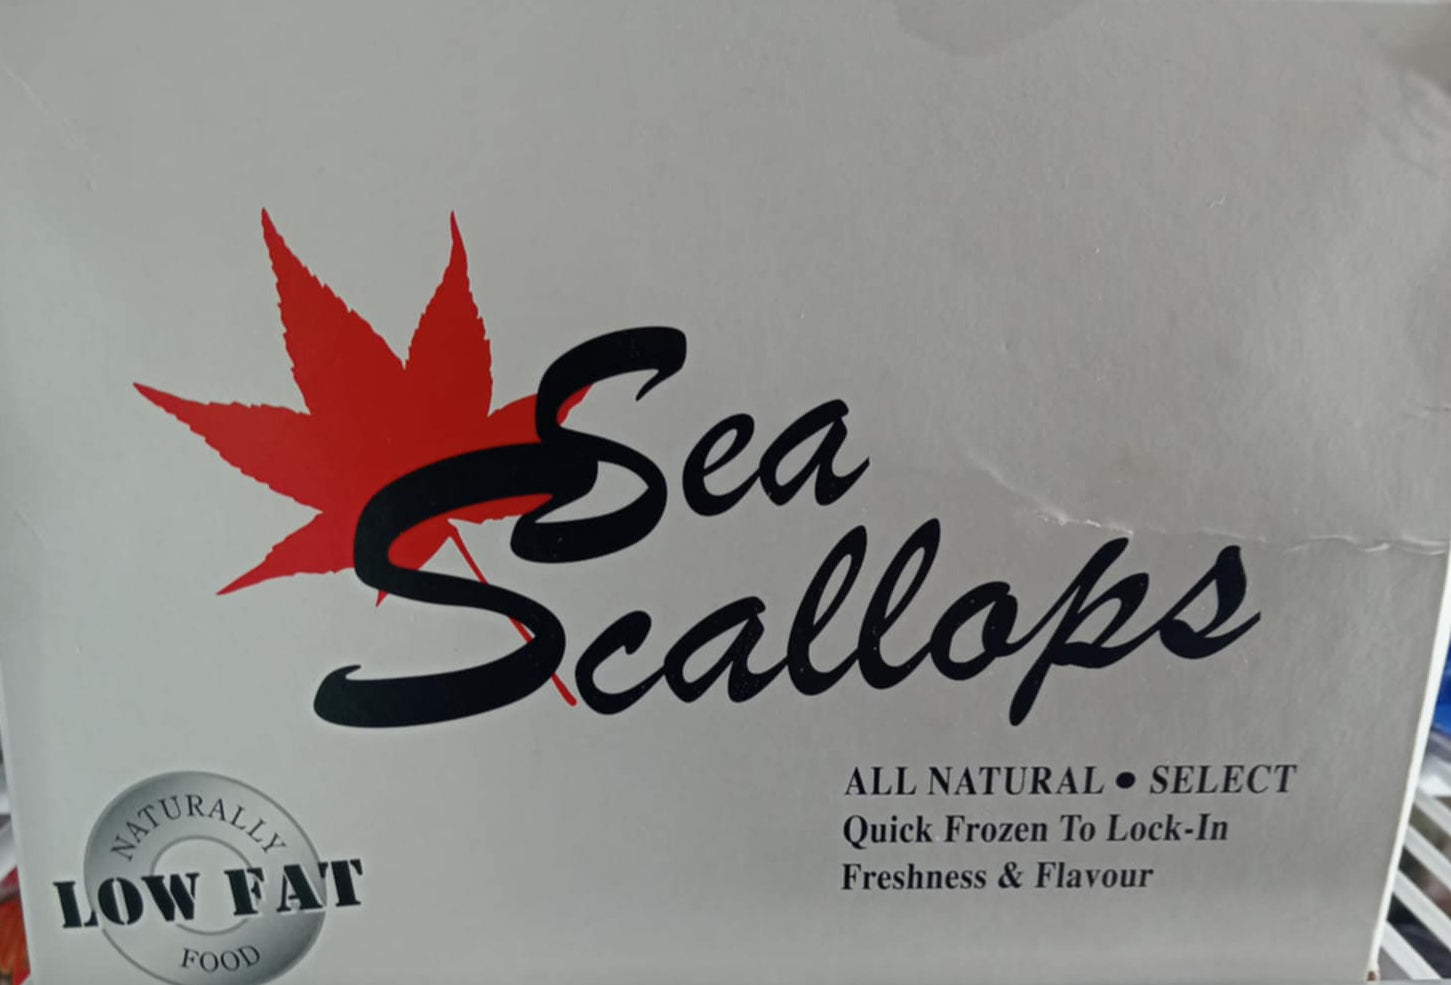 Sea
Scallops
ALL NATURAL • SELECT
Quick Frozen To Lock-In
Freshness & Flavour
NATURALLY
LOW FAT
FOOD